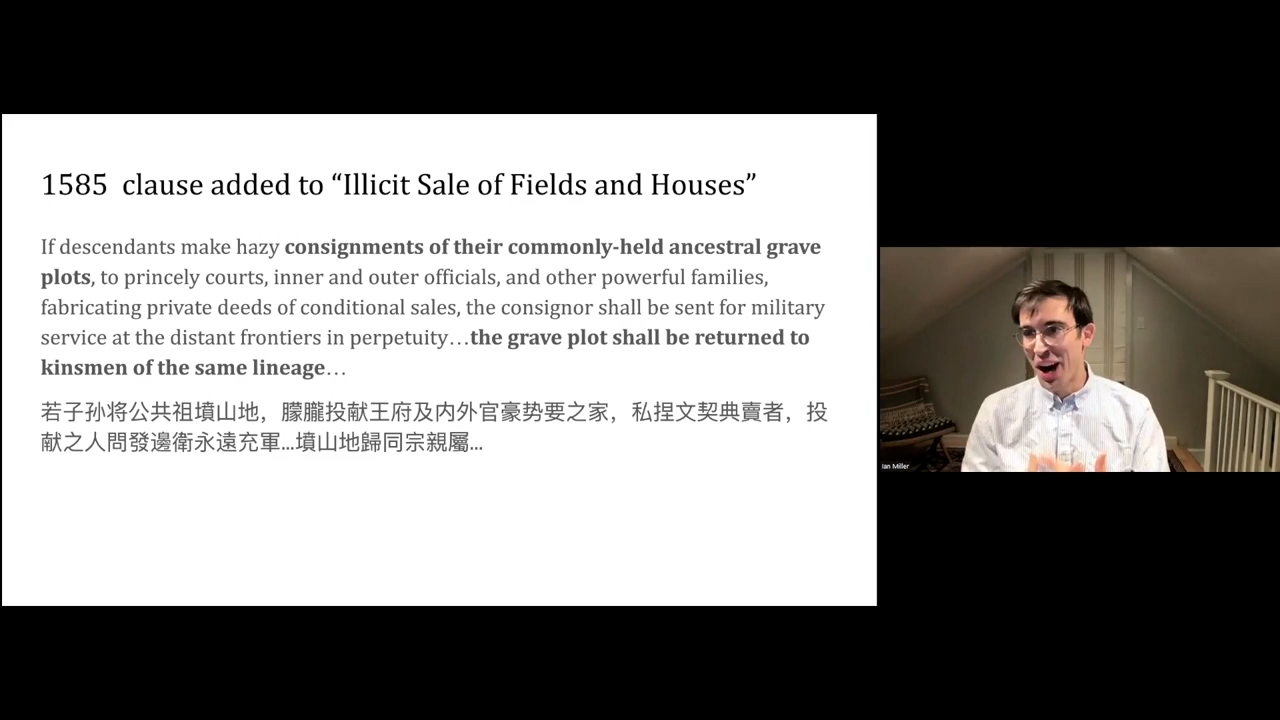 1585 clause added to “Illicit Sale of Fields and Houses”
If descendants make hazy consignments of their commonly-held ancestral grave
plots, to princely courts, inner and outer officials, and other powerful families,
fabricating private deeds of conditional sales, the consignor shall be sent for military
service at the distant frontiers in perpetuity…the grave plot shall be returned to
kinsmen of the same lineage…
若子孙将公共祖墳山地，朦朧投献王府及内外官豪势要之家，私捏文契典賣者，投
献之人問發邊衛永遠充軍...墳山地歸同宗親屬...
Ian Miller